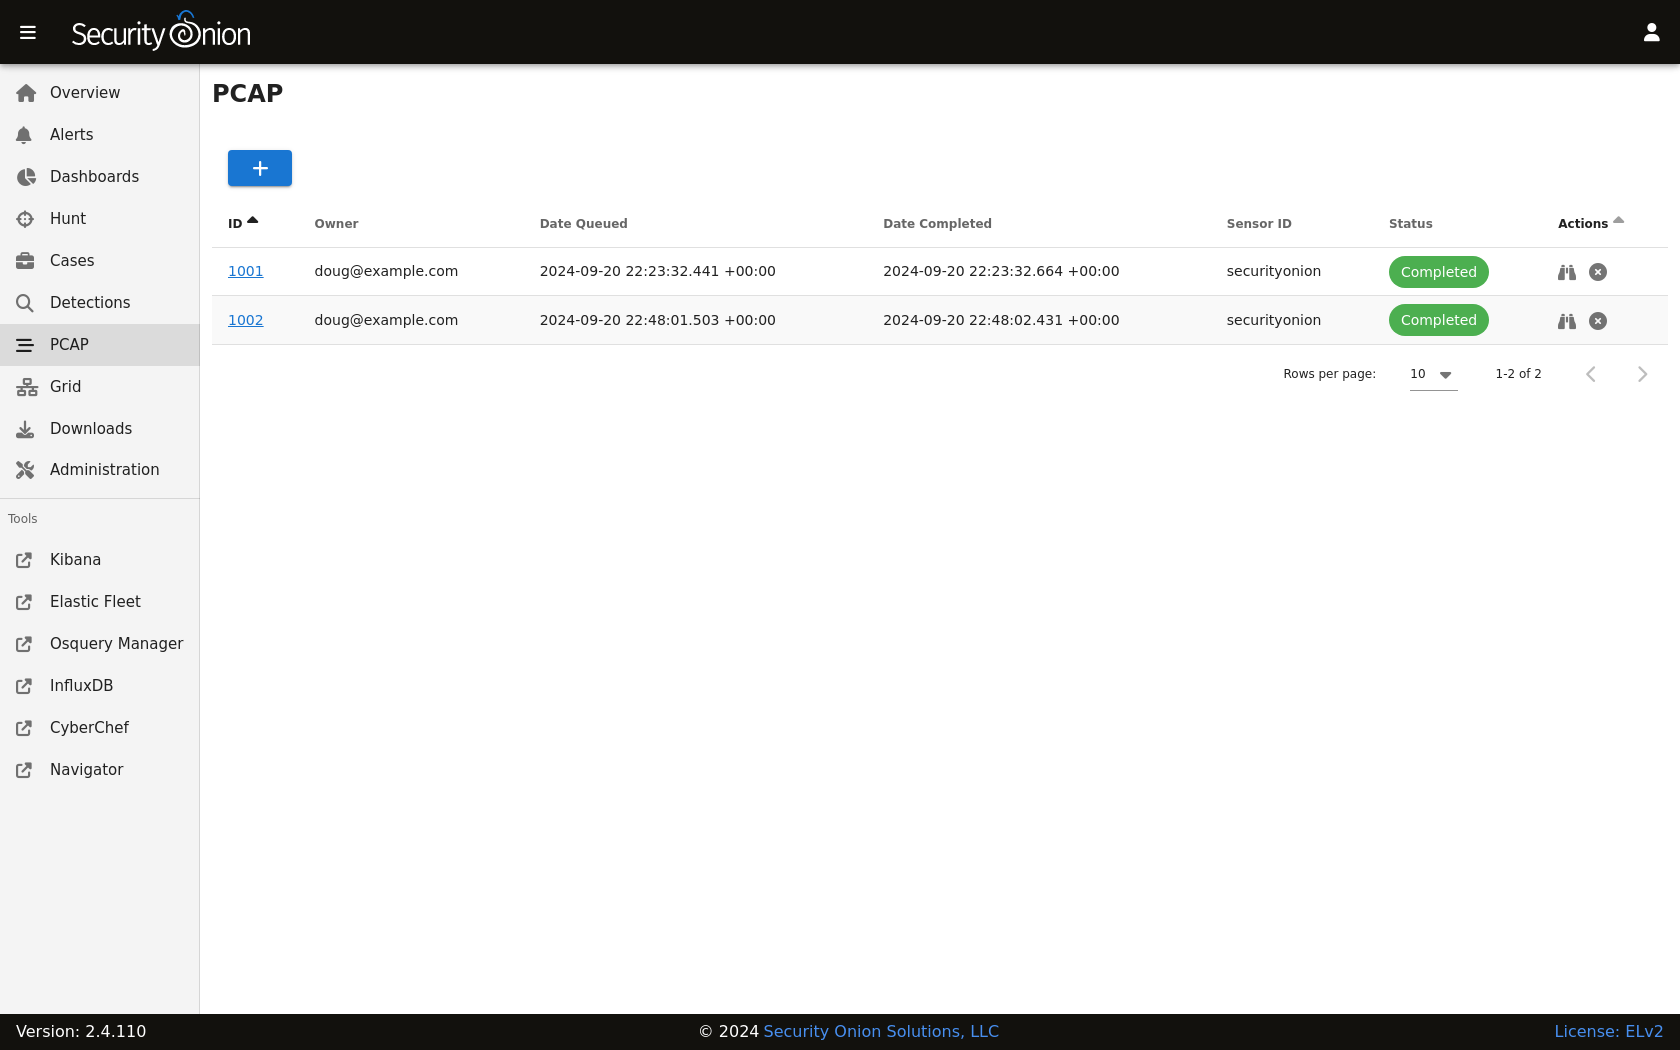 Security Onion
Overview
Alerts
Dashboards
Hunt
Cases
Detections
PCAP
Grid
Downloads
Administration
Tools
Kibana
Elastic Fleet
Osquery Manager
InfluxDB
CyberChef
Navigator
PCAP
+
ID Owner Date Queued Date Completed Sensor ID Status Actions
1001 doug@example.com 2024-09-20 22:23:32.441 +00:00 2024-09-20 22:23:32.664 +00:00 securityonion Completed
1002 doug@example.com 2024-09-20 22:48:01.503 +00:00 2024-09-20 22:48:02.431 +00:00 securityonion Completed
Rows per page: 10 1-2 of 2
Version: 2.4.110 © 2024 Security Onion Solutions, LLC License: ELv2